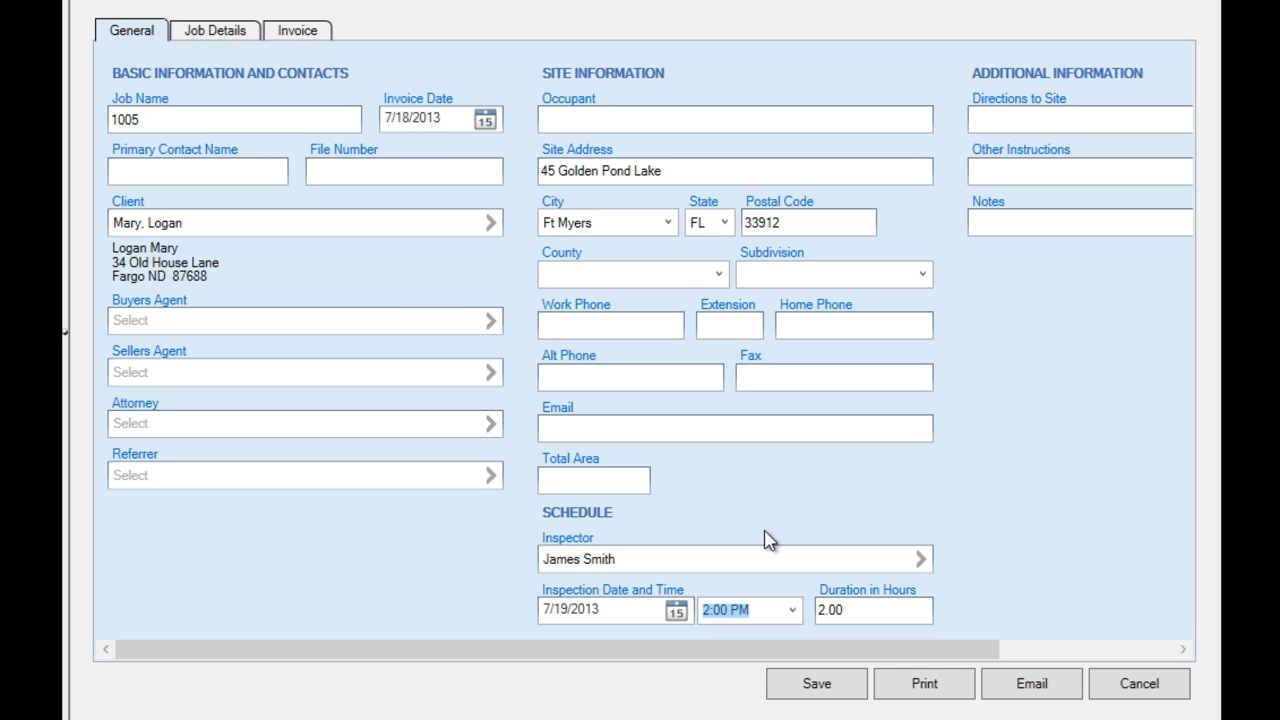 General Job Details Invoice
BASIC INFORMATION AND CONTACTS
Job Name Invoice Date
1005 7/18/2013 15
Primary Contact Name File Number
Client
Mary, Logan
Logan Mary
34 Old House Lane
Fargo ND 87688
Buyers Agent
Select
Sellers Agent
Select
Attorney
Select
Referrer
Select
SITE INFORMATION
Occupant
Site Address
45 Golden Pond Lake
City State Postal Code
Ft Myers FL 33912
County Subdivision
Work Phone Extension Home Phone
Alt Phone Fax
Email
Total Area
SCHEDULE
Inspector
James Smith
Inspection Date and Time Duration in Hours
7/19/2013 15 2:00 PM 2.00
ADDITIONAL INFORMATION
Directions to Site
Other Instructions
Notes
Save Print Email Cancel